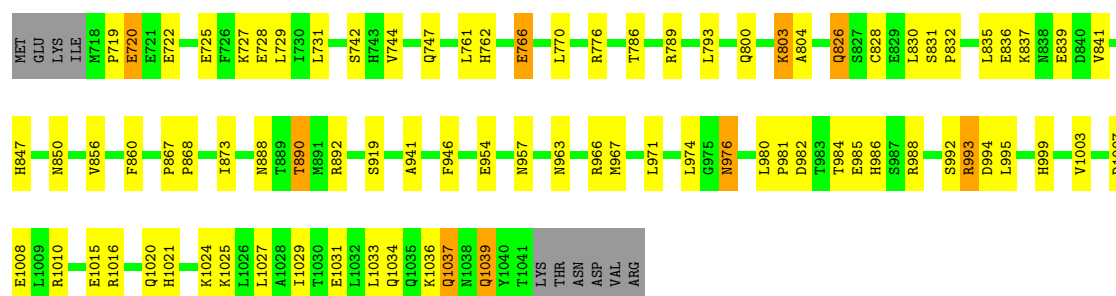 MET GLU LYS ILE M718 P719 E720 E721 E722 E725 F726 K727 E728 L729 I730 L731 S742 H743 V744 Q747 L761 H762 E766 L770 R776 T786 R789 L793 Q800 K803 A804 Q826 S827 C828 E829 L830 S831 P832 L835 E836 K837 N838 E839 D840 V841
H847 N850 V856 F860 P867 P868 I873 N888 T889 T890 M891 R892 S919 A941 F946 E954 N957 N963 R966 M967 L971 L974 G975 N976 L980 P981 D982 T983 T984 E985 H986 S987 R988 S992 R993 D994 L995 H999 V1003
E1008 L1009 R1010 E1015 R1016 Q1020 H1021 K1024 K1025 L1026 L1027 A1028 I1029 T1030 E1031 L1032 L1033 Q1034 Q1035 K1036 Q1037 N1038 Q1039 Y1040 T1041 LYS THR ASN ASP VAL ARG